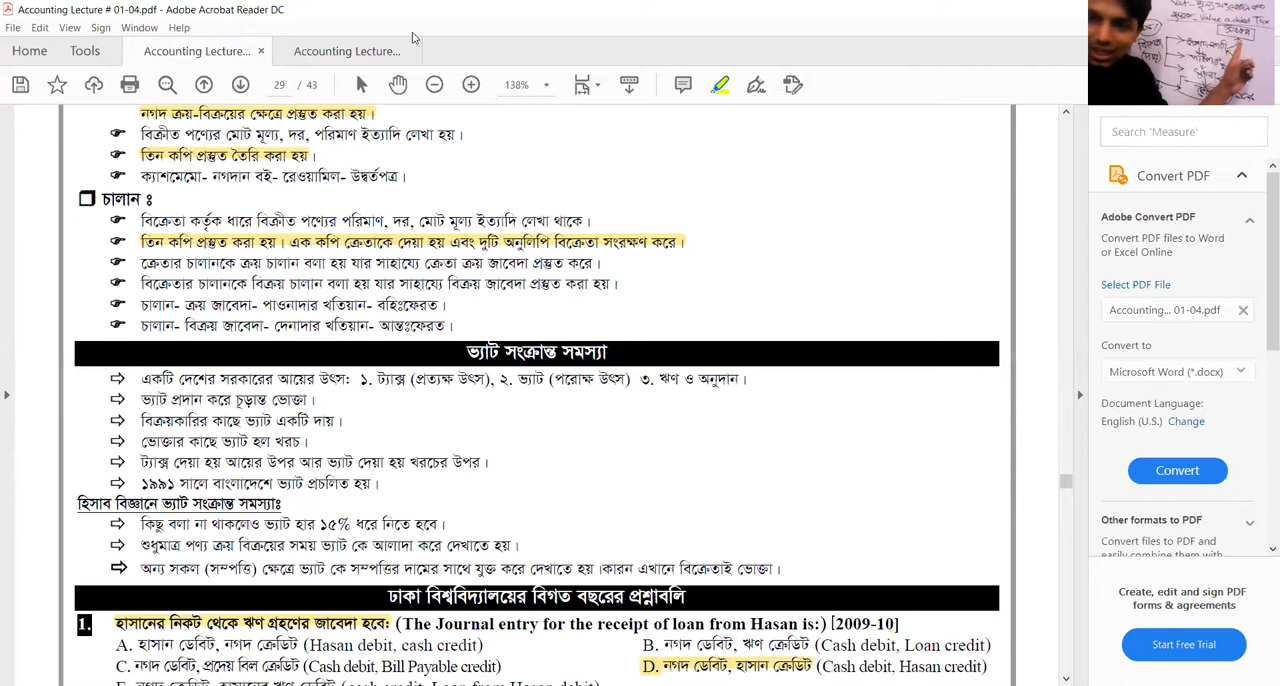 Accounting Lecture # 01-04.pdf - Adobe Acrobat Reader DC
File Edit View Sign Window Help
Home Tools Accounting Lecture... × Accounting Lecture...
29 / 43 138%
নগদ ক্রয়-বিক্রয়ের ক্ষেত্রে প্রস্তুত করা হয়।
বিক্রীত পণ্যের মোট মূল্য, দর, পরিমাণ ইত্যাদি লেখা হয়।
তিন কপি প্রস্তুত তৈরি করা হয়।
ক্যাশমেমো- নগদান বই- রেওয়ামিল- উদ্বর্তপত্র।
চালান ঃ
বিক্রেতা কর্তৃক ধারে বিক্রীত পণ্যের পরিমাণ, দর, মোট মূল্য ইত্যাদি লেখা থাকে।
তিন কপি প্রস্তুত করা হয়। এক কপি ক্রেতাকে দেয়া হয় এবং দুটি অনুলিপি বিক্রেতা সংরক্ষণ করে।
ক্রেতার চালানকে ক্রয় চালান বলা হয় যার সাহায্যে ক্রেতা ক্রয় জাবেদা প্রস্তুত করে।
বিক্রেতার চালানকে বিক্রয় চালান বলা হয় যার সাহায্যে বিক্রয় জাবেদা প্রস্তুত করা হয়।
চালান- ক্রয় জাবেদা- পাওনাদার খতিয়ান- বহিঃফেরত।
চালান- বিক্রয় জাবেদা- দেনাদার খতিয়ান- আন্তঃফেরত।
ভ্যাট সংক্রান্ত সমস্যা
একটি দেশের সরকারের আয়ের উৎস: ১. ট্যাক্স (প্রত্যক্ষ উৎস), ২. ভ্যাট (পরোক্ষ উৎস) ৩. ঋণ ও অনুদান।
ভ্যাট প্রদান করে চূড়ান্ত ভোক্তা।
বিক্রয়কারির কাছে ভ্যাট একটি দায়।
ভোক্তার কাছে ভ্যাট হল খরচ।
ট্যাক্স দেয়া হয় আয়ের উপর আর ভ্যাট দেয়া হয় খরচের উপর।
১৯৯১ সালে বাংলাদেশে ভ্যাট প্রচলিত হয়।
হিসাব বিজ্ঞানে ভ্যাট সংক্রান্ত সমস্যাঃ
কিছু বলা না থাকলেও ভ্যাট হার ১৫% ধরে নিতে হবে।
শুধুমাত্র পণ্য ক্রয় বিক্রয়ের সময় ভ্যাট কে আলাদা করে দেখাতে হয়।
অন্য সকল (সম্পত্তি) ক্ষেত্রে ভ্যাট কে সম্পত্তির দামের সাথে যুক্ত করে দেখাতে হয়।কারন এখানে বিক্রেতাই ভোক্তা।
ঢাকা বিশ্ববিদ্যালয়ের বিগত বছরের প্রশ্নাবলি
1. হাসানের নিকট থেকে ঋণ গ্রহণের জাবেদা হবে: (The Journal entry for the receipt of loan from Hasan is:) [2009-10]
A. হাসান ডেবিট, নগদ ক্রেডিট (Hasan debit, cash credit) B. নগদ ডেবিট, ঋণ ক্রেডিট (Cash debit, Loan credit)
C. নগদ ডেবিট, প্রদেয় বিল ক্রেডিট (Cash debit, Bill Payable credit) D. নগদ ডেবিট, হাসান ক্রেডিট (Cash debit, Hasan credit)
Search 'Measure'
Convert PDF
Adobe Convert PDF
Convert PDF files to Word
or Excel Online
Select PDF File
Accounting... 01-04.pdf ×
Convert to
Microsoft Word (*.docx)
Document Language:
English (U.S.) Change
Convert
Other formats to PDF
Convert files to PDF and
easily combine them with
Create, edit and sign PDF
forms & agreements
Start Free Trial